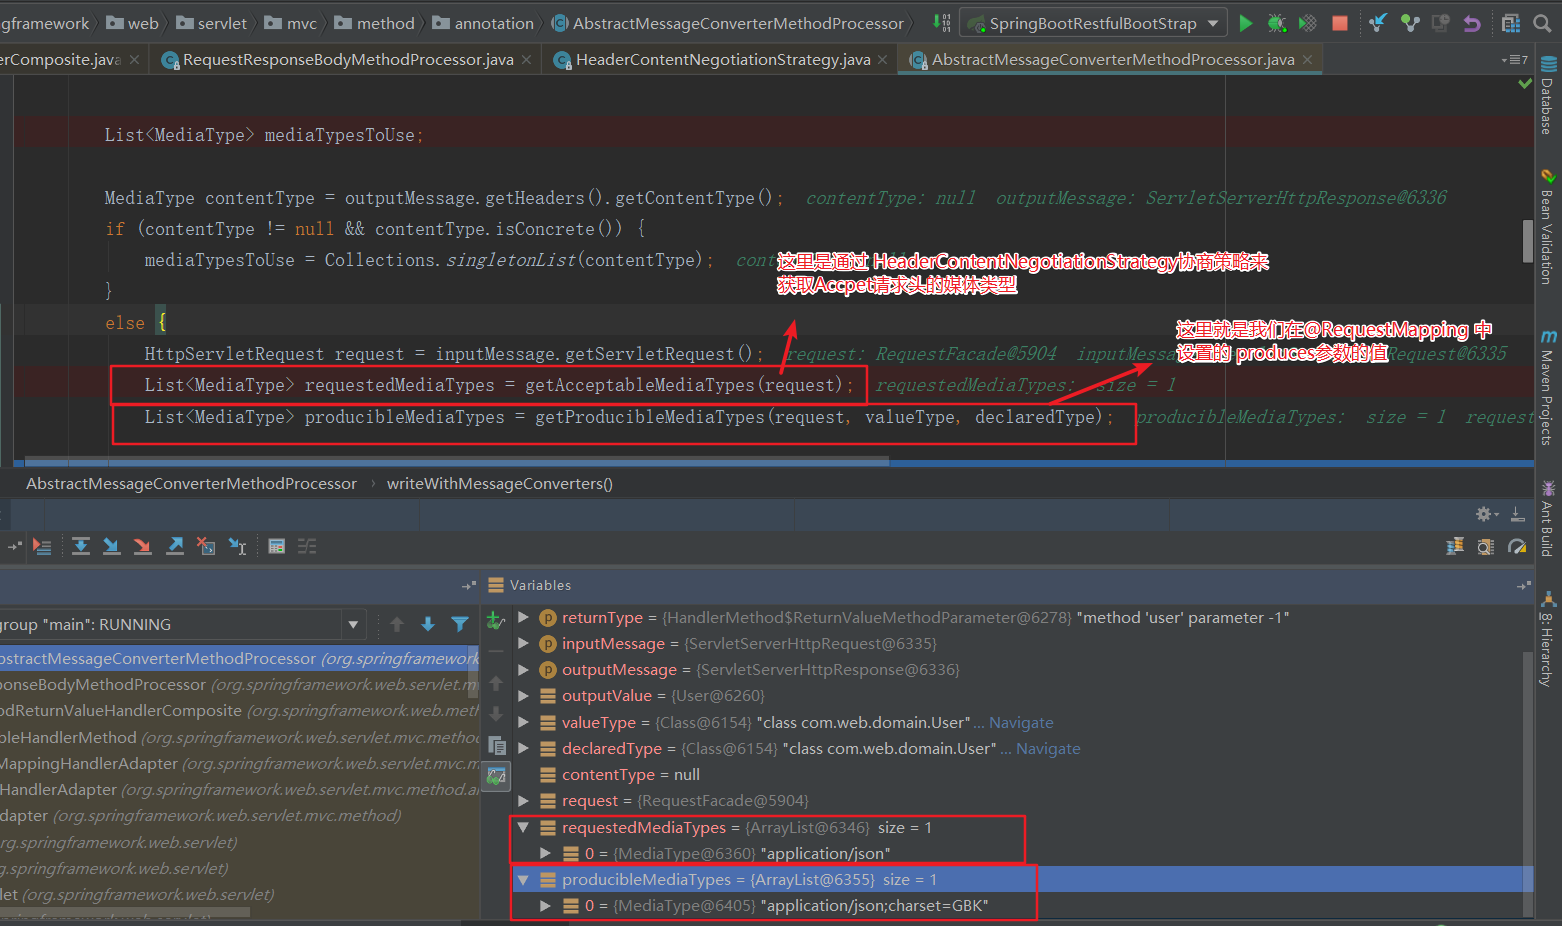 gframework web servlet mvc method annotation AbstractMessageConverterMethodProcessor SpringBootRestfulBootStrap
erComposite.java RequestResponseBodyMethodProcessor.java HeaderContentNegotiationStrategy.java AbstractMessageConverterMethodProcessor.java 7
List<MediaType> mediaTypesToUse;
MediaType contentType = outputMessage.getHeaders().getContentType(); contentType: null outputMessage: ServletServerHttpResponse@6336
if (contentType != null && contentType.isConcrete()) {
mediaTypesToUse = Collections.singletonList(contentType); cont
这里是通过 HeaderContentNegotiationStrategy协商策略来
获取Accpet请求头的媒体类型
}
else {
这里就是我们在@RequestMapping 中
设置的 produces参数的值
HttpServletRequest request = inputMessage.getServletRequest(); request: RequestFacade@5904 inputMessa Request@6335
List<MediaType> requestedMediaTypes = getAcceptableMediaTypes(request); requestedMediaTypes: size = 1
List<MediaType> producibleMediaTypes = getProducibleMediaTypes(request, valueType, declaredType); producibleMediaTypes: size = 1 request
AbstractMessageConverterMethodProcessor writeWithMessageConverters()
Variables
group "main": RUNNING
bstractMessageConverterMethodProcessor (org.springframework
onseBodyMethodProcessor (org.springframework.web.servlet.m
odReturnValueHandlerComposite (org.springframework.web.meth
bleHandlerMethod (org.springframework.web.servlet.mvc.metho
MappingHandlerAdapter (org.springframework.web.servlet.mvc.m
HandlerAdapter (org.springframework.web.servlet.mvc.method.a
dapter (org.springframework.web.servlet.mvc.method)
rg.springframework.web.servlet)
g.springframework.web.servlet)
let (org.springframework.web.servlet)
returnType = {HandlerMethod$ReturnValueMethodParameter@6278} "method 'user' parameter -1"
inputMessage = {ServletServerHttpRequest@6335}
outputMessage = {ServletServerHttpResponse@6336}
outputValue = {User@6260}
valueType = {Class@6154} "class com.web.domain.User"... Navigate
declaredType = {Class@6154} "class com.web.domain.User" ... Navigate
contentType = null
request = {RequestFacade@5904}
requestedMediaTypes = {ArrayList@6346} size = 1
0 = {MediaType@6360} "application/json"
producibleMediaTypes = {ArrayList@6355} size = 1
0 = {MediaType@6405} "application/json;charset=GBK"
Database
Bean Validation
Maven Projects
Ant Build
8: Hierarchy